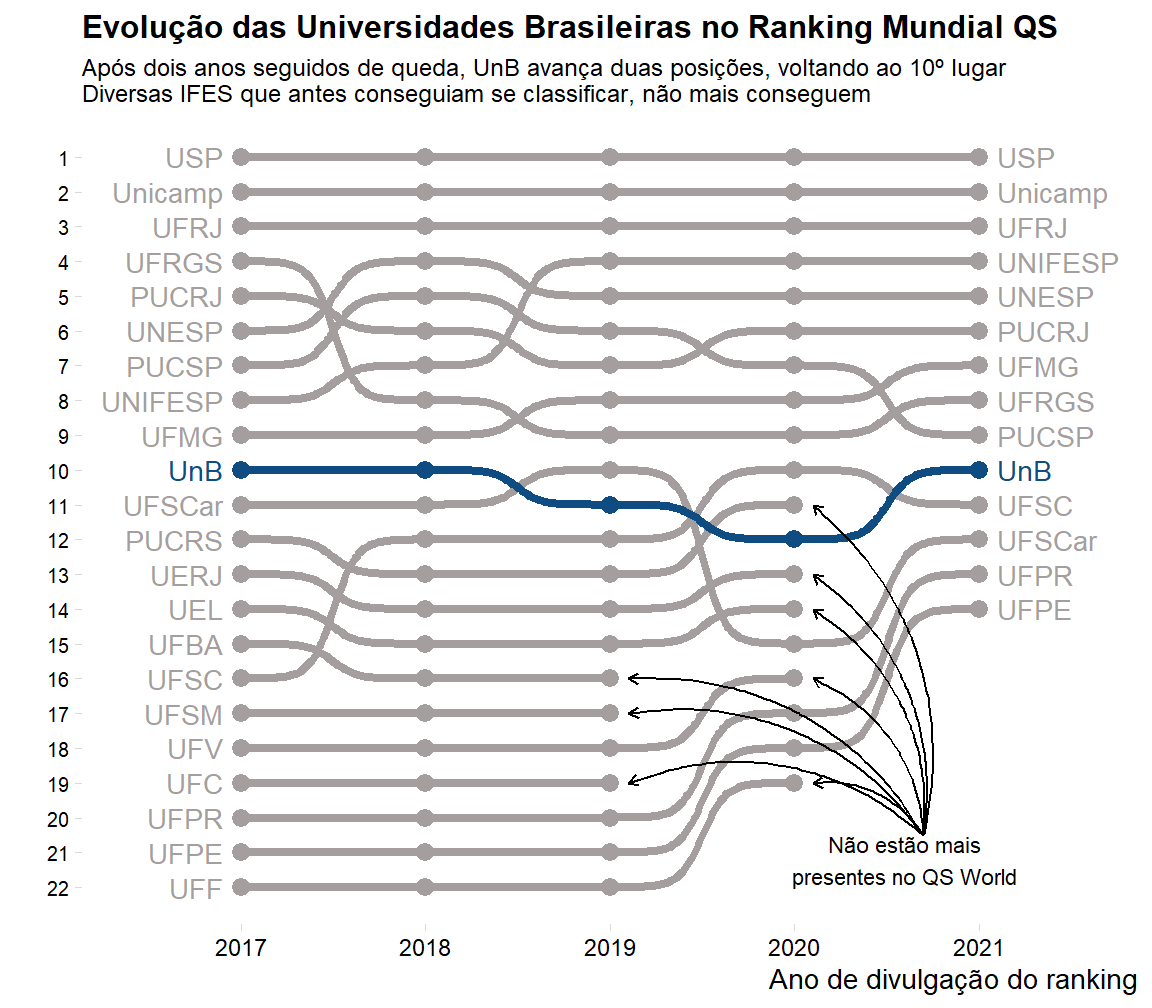 Evolução das Universidades Brasileiras no Ranking Mundial QS
Após dois anos seguidos de queda, UnB avança duas posições, voltando ao 10º lugar
Diversas IFES que antes conseguiam se classificar, não mais conseguem
1 USP USP
2 Unicamp Unicamp
3 UFRJ UFRJ
4 UFRGS UNIFESP
5 PUCRJ UNESP
6 UNESP PUCRJ
7 PUCSP UFMG
8 UNIFESP UFRGS
9 UFMG PUCSP
10 UnB UnB
11 UFSCar UFSC
12 PUCRS UFSCar
13 UERJ UFPR
14 UEL UFPE
15 UFBA
16 UFSC
17 UFSM
18 UFV
19 UFC
20 UFPR
21 UFPE
22 UFF
Não estão mais
presentes no QS World
2017 2018 2019 2020 2021
Ano de divulgação do ranking